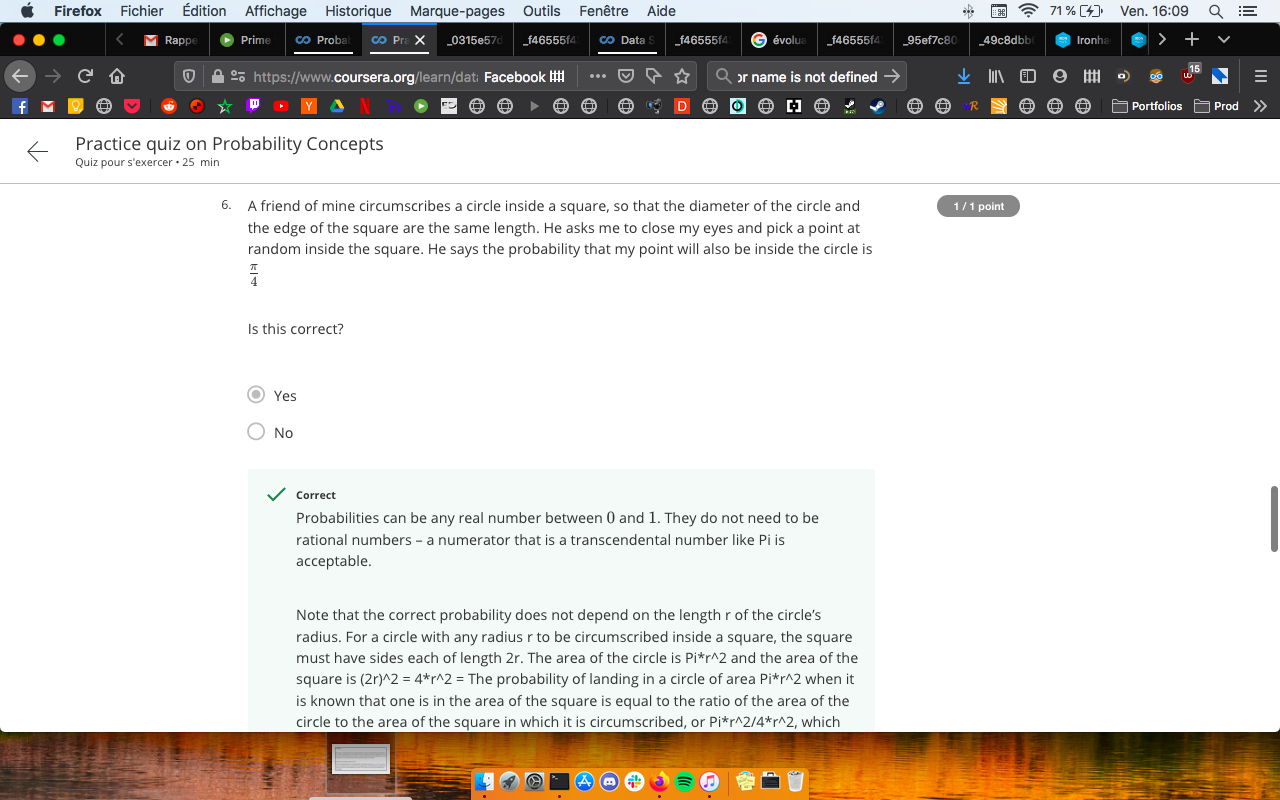 Firefox Fichier Édition Affichage Historique Marque-pages Outils Fenêtre Aide 71 % Ven. 16:09
Rappe Prime Proba Pra _0315e57 _f46555f4 Data S _f46555f4 évolua _f46555f4 _95ef7c80 _49c8dbb Ironha
https://www.coursera.org/learn/dat Facebook or name is not defined 15
Portfolios Prod
Practice quiz on Probability Concepts
Quiz pour s'exercer • 25 min
6. A friend of mine circumscribes a circle inside a square, so that the diameter of the circle and 1 / 1 point
the edge of the square are the same length. He asks me to close my eyes and pick a point at
random inside the square. He says the probability that my point will also be inside the circle is
π
4
Is this correct?
Yes
No
Correct
Probabilities can be any real number between 0 and 1. They do not need to be
rational numbers – a numerator that is a transcendental number like Pi is
acceptable.
Note that the correct probability does not depend on the length r of the circle’s
radius. For a circle with any radius r to be circumscribed inside a square, the square
must have sides each of length 2r. The area of the circle is Pi*r^2 and the area of the
square is (2r)^2 = 4*r^2 = The probability of landing in a circle of area Pi*r^2 when it
is known that one is in the area of the square is equal to the ratio of the area of the
circle to the area of the square in which it is circumscribed, or Pi*r^2/4*r^2, which